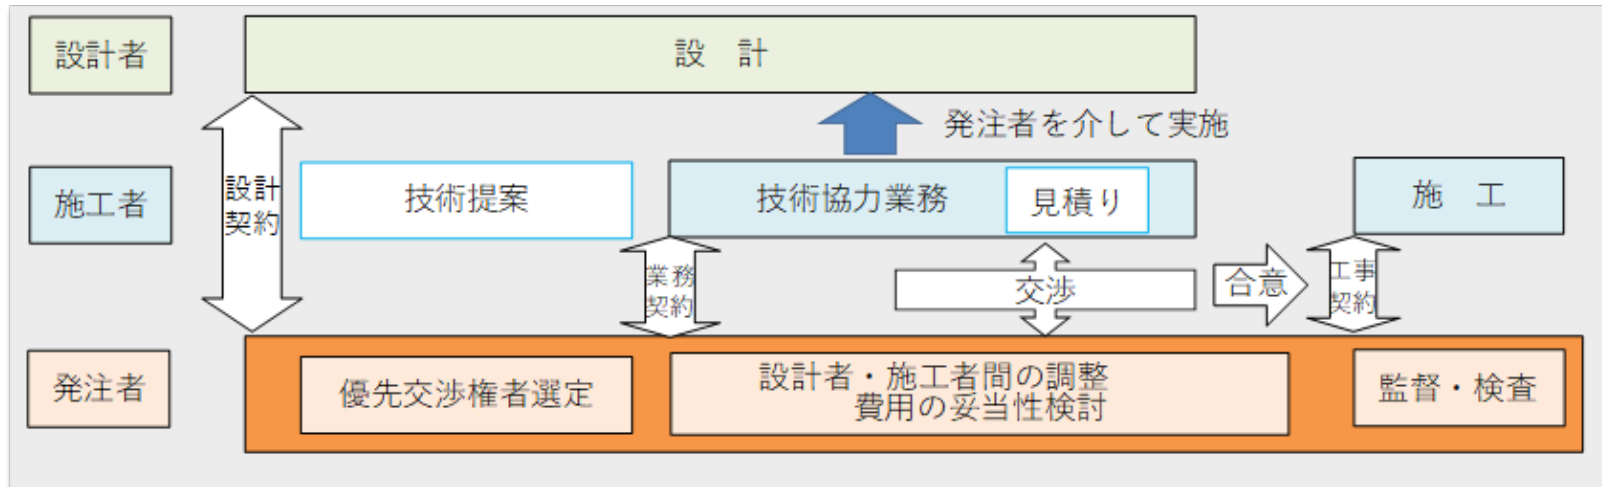 設計者
設　計
発注者を介して実施
設計
契約
施工者
技術提案
技術協力業務
見積り
施　工
業務
契約
交渉
合意
工事
契約
発注者
優先交渉権者選定
設計者・施工者間の調整
費用の妥当性検討
監督・検査